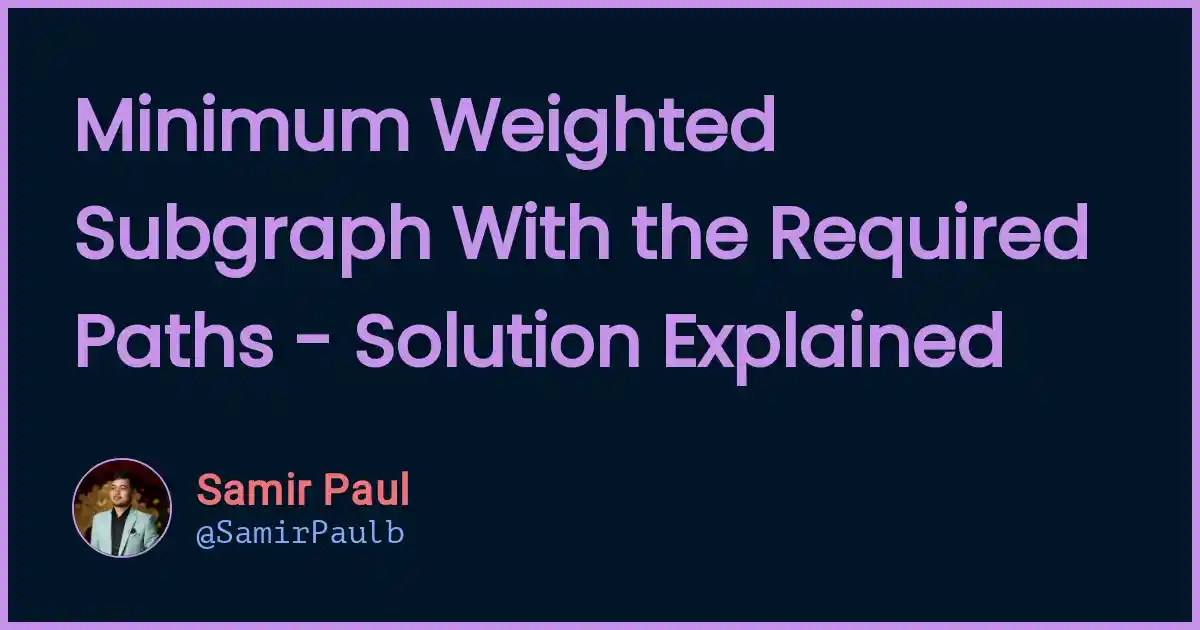 Minimum Weighted
Subgraph With the Required
Paths - Solution Explained
Samir Paul
@SamirPaulb